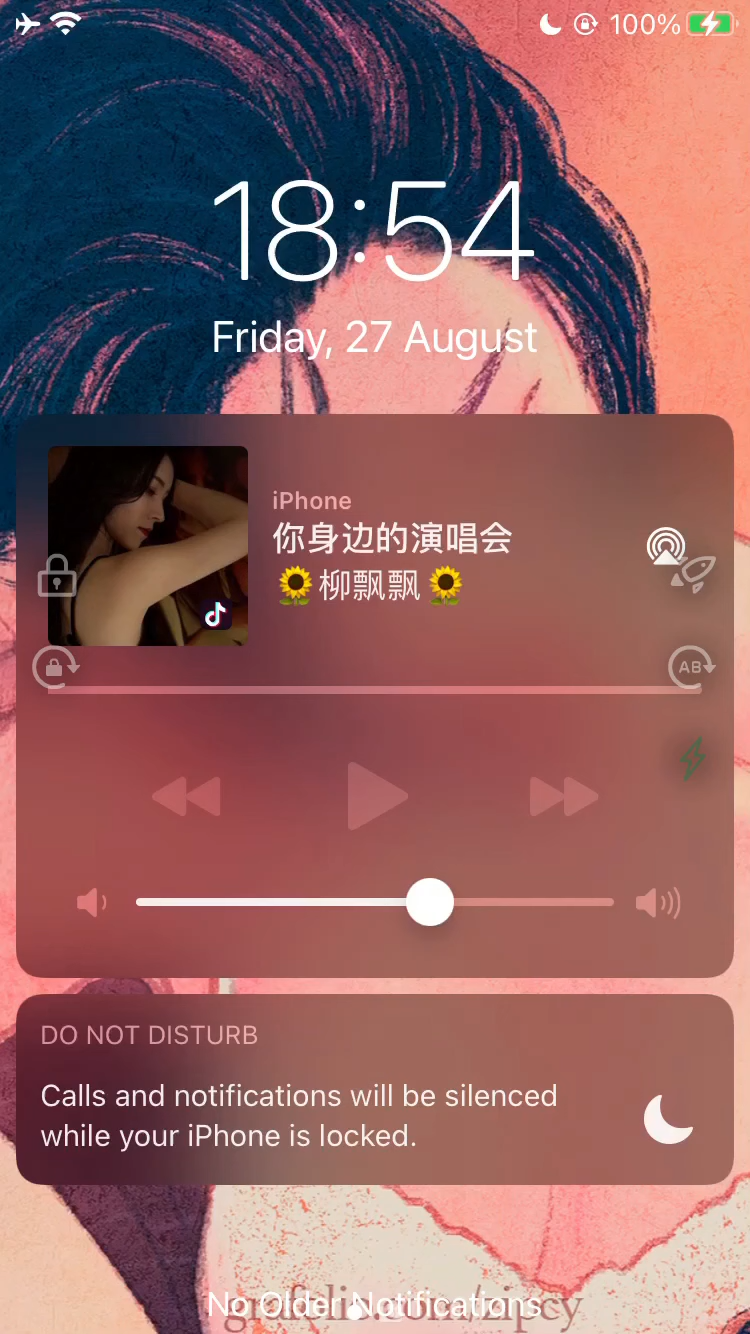 100%
18:54
Friday, 27 August
iPhone
你身边的演唱会
🌻柳飘飘🌻
AB
DO NOT DISTURB
Calls and notifications will be silenced
while your iPhone is locked.
No Older Notifications